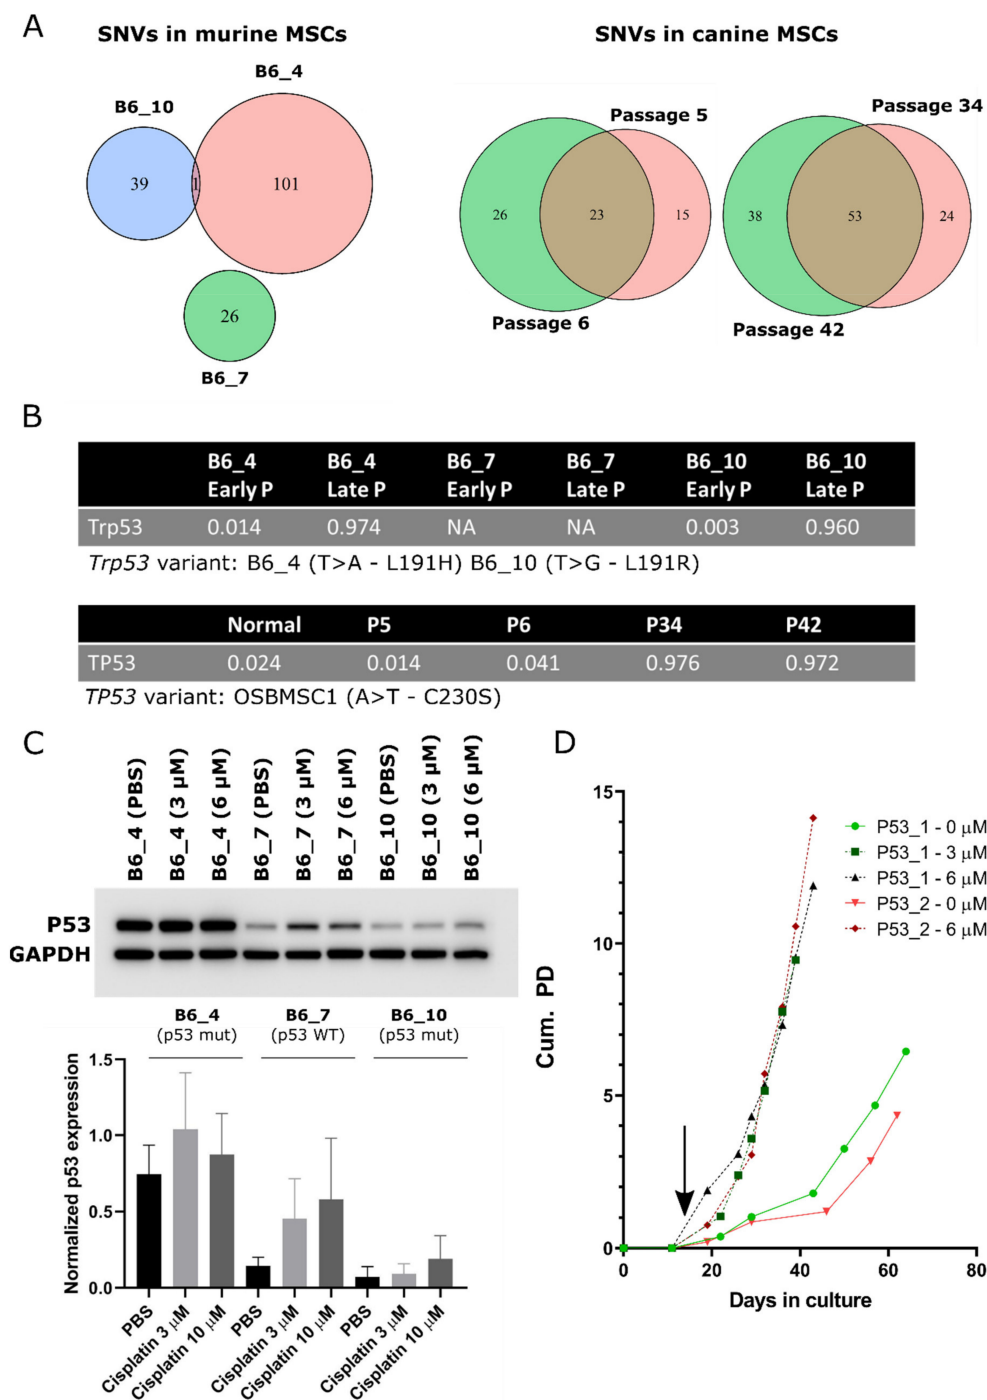 A
SNVs in murine MSCs
SNVs in canine MSCs
B6_4
B6_10
39
1
101
26
B6_7
Passage 5
26
23
15
Passage 6
Passage 34
38
53
24
Passage 42
B
B6_4 Early P B6_4 Late P B6_7 Early P B6_7 Late P B6_10 Early P B6_10 Late P
Trp53 0.014 0.974 NA NA 0.003 0.960
Trp53 variant: B6_4 (T>A - L191H) B6_10 (T>G - L191R)
Normal P5 P6 P34 P42
TP53 0.024 0.014 0.041 0.976 0.972
TP53 variant: OSBMSC1 (A>T - C230S)
C
B6_4 (PBS)
B6_4 (3 µM)
B6_4 (6 µM)
B6_7 (PBS)
B6_7 (3 µM)
B6_7 (6 µM)
B6_10 (PBS)
B6_10 (3 µM)
B6_10 (6 µM)
P53
GAPDH
B6_4 B6_7 B6_10
(p53 mut) (p53 WT) (p53 mut)
Normalized p53 expression
1.5
1.0
0.5
0.0
PBS
Cisplatin 3 µM
Cisplatin 10 µM
PBS
Cisplatin 3 µM
Cisplatin 10 µM
PBS
Cisplatin 3 µM
Cisplatin 10 µM
D
Cum. PD
15
10
5
0
0 20 40 60 80
Days in culture
P53_1 - 0 µM
P53_1 - 3 µM
P53_1 - 6 µM
P53_2 - 0 µM
P53_2 - 6 µM